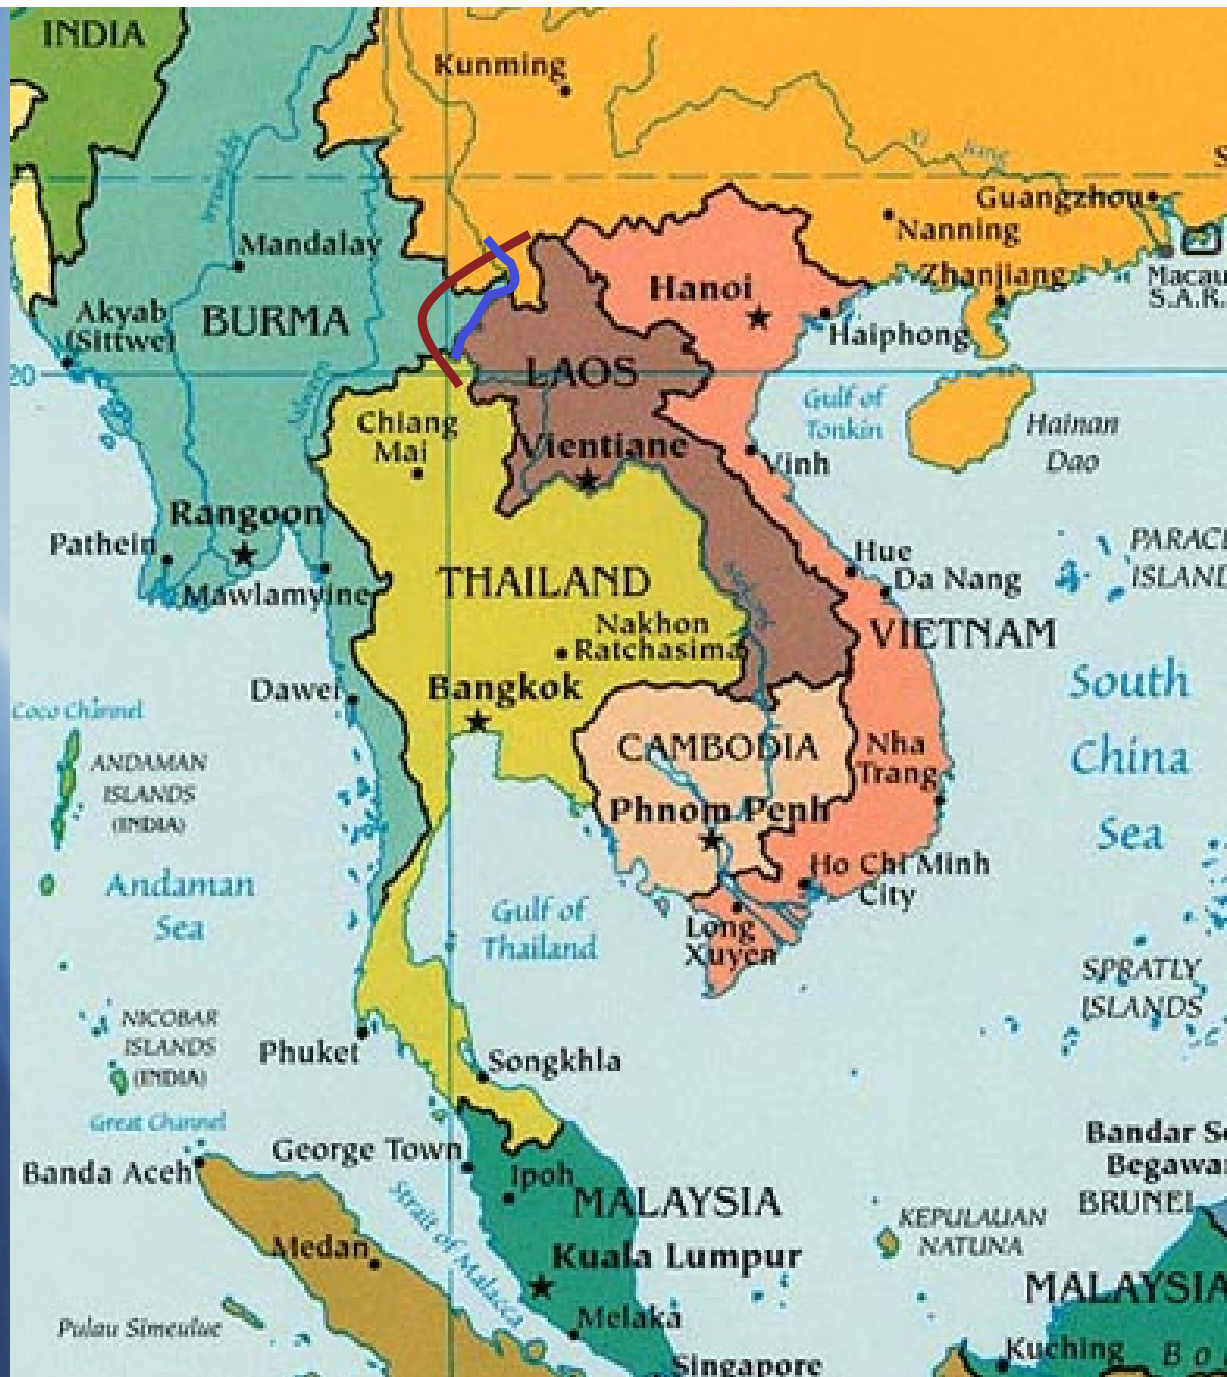 INDIA
Kunming
Irrawaddy
Xi
Jiang
Guangzhou
Nanning
Mandalay
Zhanjiang
Macau
S.A.R.
Hanoi
Akyab
(Sittwe)
BURMA
Haiphong
LAOS
20
Gulf of
Tonkin
Hainan
Dao
Chiang
Mai
Vientiane
Vinh
Rangoon
Pathein
Hue
Da Nang
Mawlamyine
THAILAND
Nakhon
Ratchasima
VIETNAM
Dawei
Bangkok
South
China
Sea
Coco Channel
ANDAMAN
ISLANDS
(INDIA)
CAMBODIA
Nha
Trang
Phnom Penh
Ho Chi Minh
City
Andaman
Sea
Gulf of
Thailand
Long
Xuyen
SPRATLY
ISLANDS
NICOBAR
ISLANDS
(INDIA)
Phuket
Songkhla
Great Channel
Banda Aceh
George Town
Ipoh
MALAYSIA
Bandar Se
Begawa
BRUNEI
Strait of Malacca
KEPULAUAN
NATUNA
Medan
Kuala Lumpur
MALAYSIA
Pulau Simeulue
Melaka
Singapore
Kuching